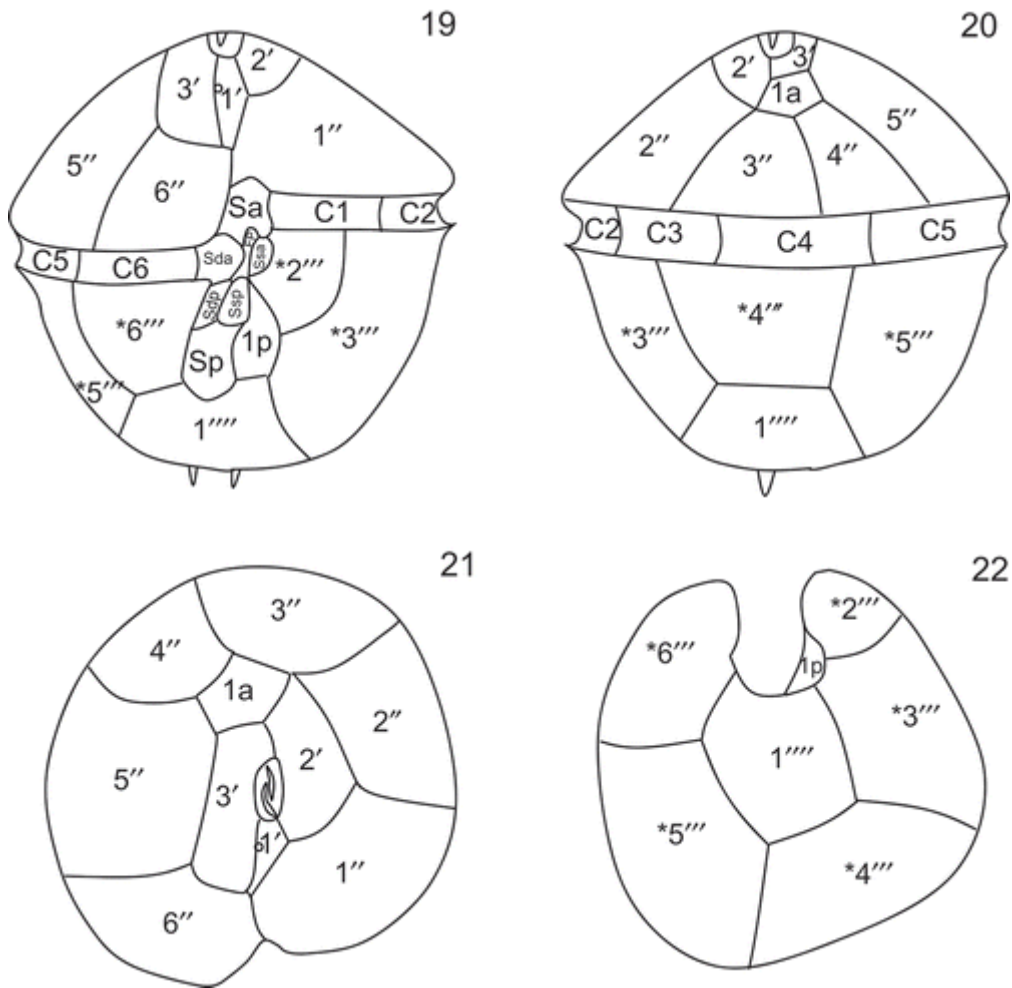 19
2′
3′
1′
1″
5″
6″
Sa
C1
C2
Sda
Ssa
*2‴
C5
C6
Sdp
Ssp
*6‴
1p
*3‴
Sp
*5‴
1⁗
20
3′
2′
1a
5″
2″
3″
4″
C2
C3
C4
C5
*4‴
*3‴
*5‴
1⁗
21
3″
4″
1a
2″
2′
5″
3′
1′
1″
6″
22
*2‴
*6‴
1p
*3‴
1⁗
*5‴
*4‴